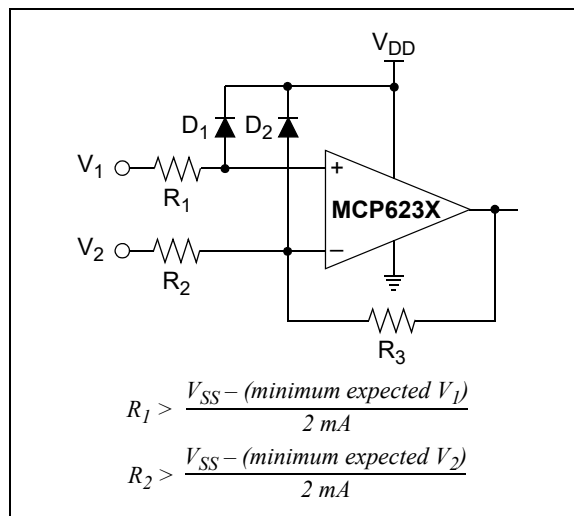 VDD
D1
D2
V1
R1
+
MCP623X
V2
R2
–
R3
R1 > VSS – (minimum expected V1)
2 mA
R2 > VSS – (minimum expected V2)
2 mA